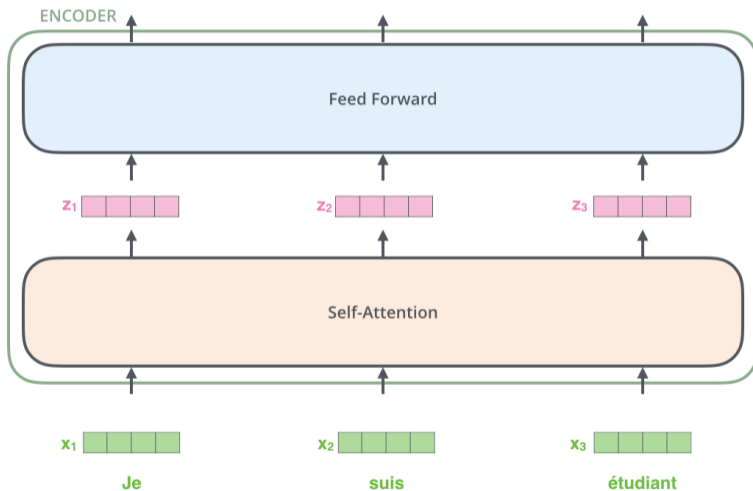 ENCODER
Feed Forward
z₁ z₂ z₃
Self-Attention
x₁ x₂ x₃
Je suis étudiant